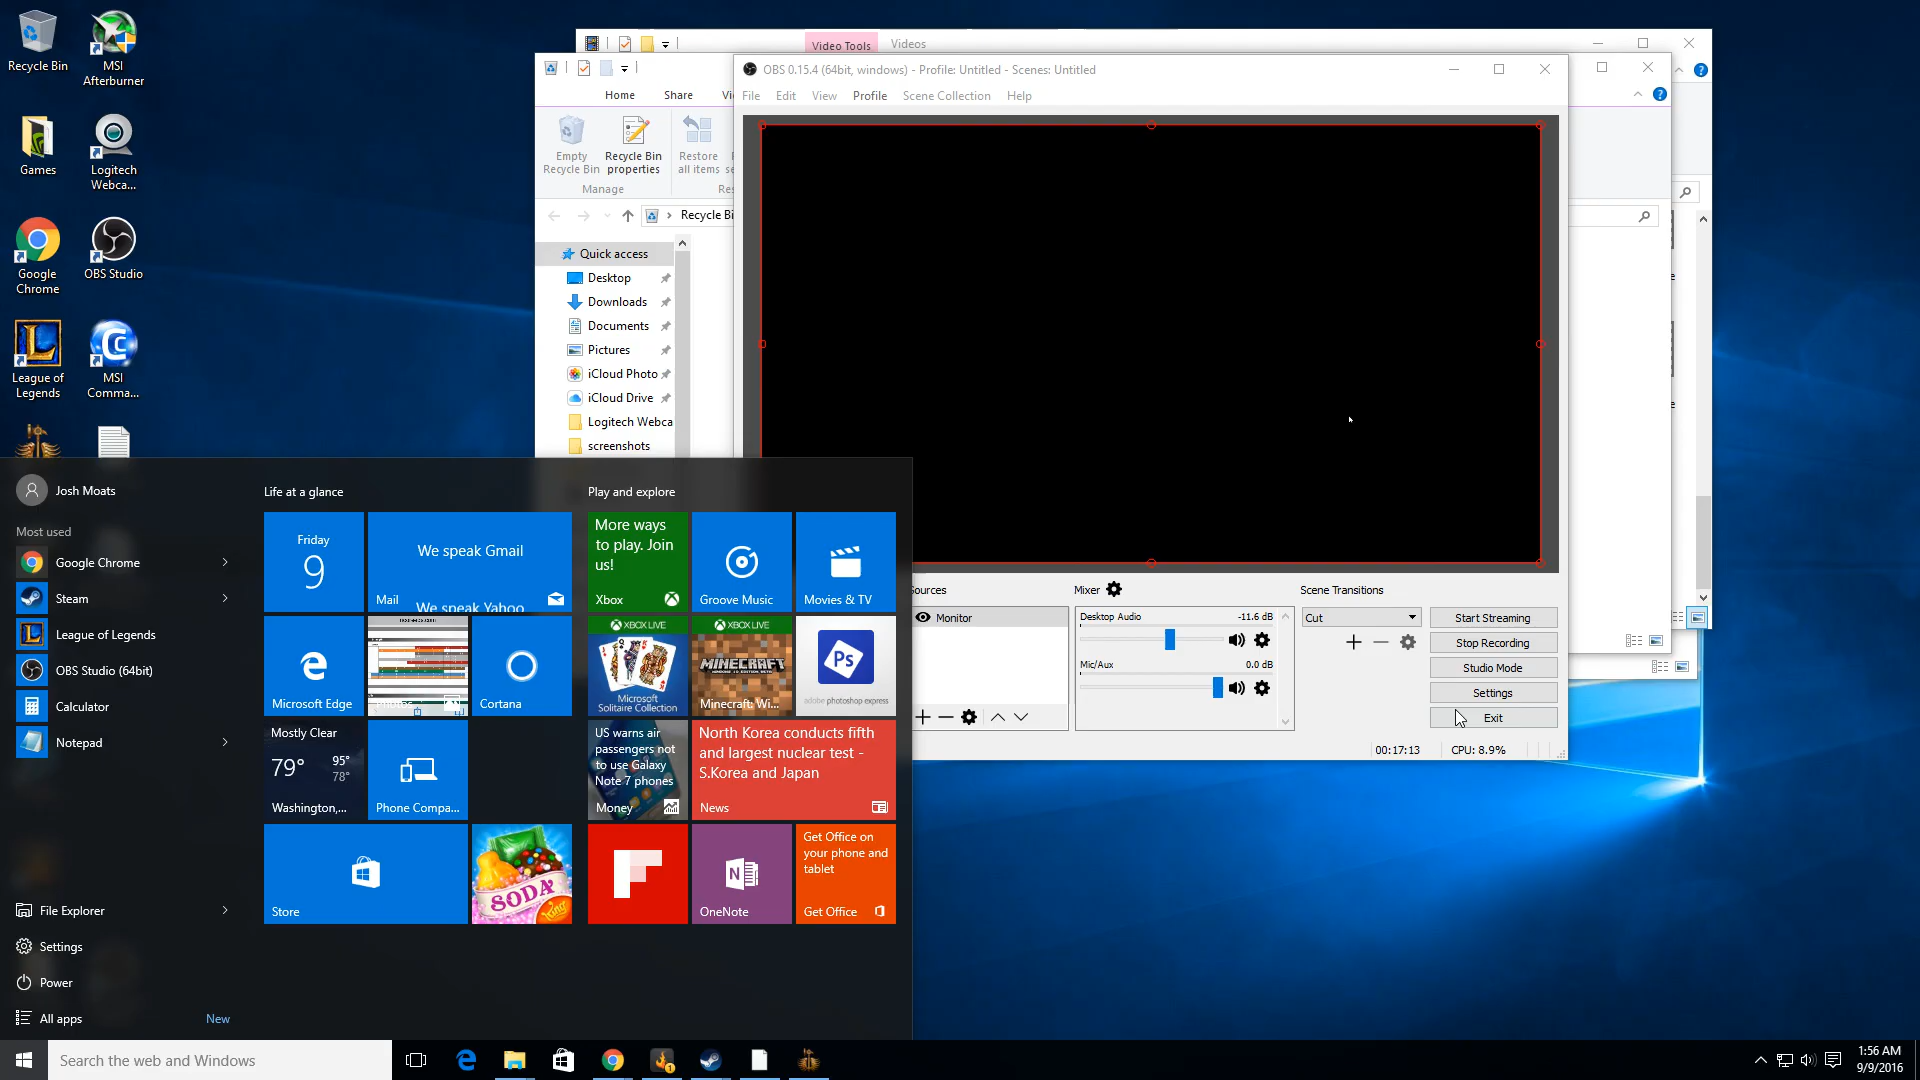 Recycle Bin
MSI
Afterburner
Games
Logitech
Webca...
Google
Chrome
OBS Studio
League of
Legends
MSI
Comma...
Video Tools
Videos
Home
Share
Empty
Recycle Bin
Recycle Bin
properties
Restore
all items
Manage
Recycle Bi
Quick access
Desktop
Downloads
Documents
Pictures
iCloud Photo
iCloud Drive
Logitech Webca
screenshots
OBS 0.15.4 (64bit, windows) - Profile: Untitled - Scenes: Untitled
File
Edit
View
Profile
Scene Collection
Help
ources
Monitor
Mixer
Desktop Audio
-11.6 dB
Mic/Aux
0.0 dB
Scene Transitions
Cut
Start Streaming
Stop Recording
Studio Mode
Settings
Exit
00:17:13
CPU: 8.9%
Josh Moats
Most used
Google Chrome
Steam
League of Legends
OBS Studio (64bit)
Calculator
Notepad
File Explorer
Settings
Power
All apps
New
Life at a glance
Friday
9
We speak Gmail
We speak Yahoo
Mail
Microsoft Edge
Cortana
Mostly Clear
79°
95°
78°
Washington,...
Phone Compa...
Store
SODA
King
Play and explore
More ways
to play. Join
us!
Xbox
Groove Music
Movies & TV
XBOX LIVE
Microsoft
Solitaire Collection
XBOX LIVE
MINECRAFT
Minecraft: Wi...
Ps
adobe photoshop express
US warns air
passengers not
to use Galaxy
Note 7 phones
Money
North Korea conducts fifth
and largest nuclear test -
S.Korea and Japan
News
OneNote
Get Office on
your phone and
tablet
Get Office
Search the web and Windows
1:56 AM
9/9/2016